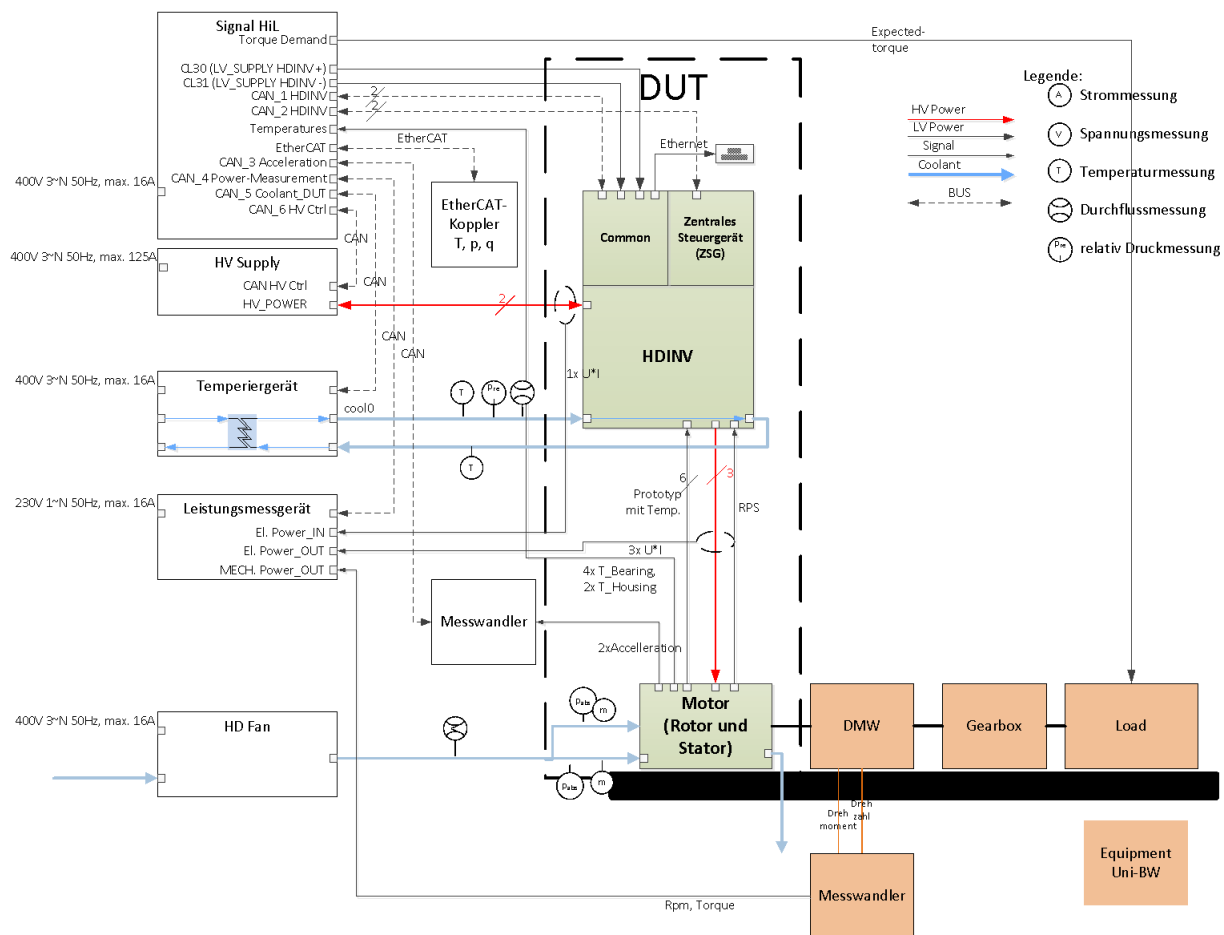 Signal HiL
Torque Demand
CL30 (LV_SUPPLY HDINV +)
CL31 (LV_SUPPLY HDINV -)
CAN_1 HDINV
CAN_2 HDINV
Temperatures
EtherCAT
CAN_3 Acceleration
CAN_4 Power-Measurement
CAN_5 Coolant_DUT
CAN_6 HV Ctrl
400V 3~N 50Hz, max. 16A
2
2
EtherCAT
Expected-
torque
DUT
Ethernet
Legende:
HV Power
LV Power
Signal
Coolant
BUS
A
Strommessung
V
Spannungsmessung
T
Temperaturmessung
Durchflussmessung
relativ Druckmessung
EtherCAT-
Koppler
T, p, q
Common
Zentrales
Steuergerät
(ZSG)
HDINV
400V 3~N 50Hz, max. 125A
HV Supply
CAN HV Ctrl
HV_POWER
CAN
CAN
CAN
CAN
2
1x U*I
400V 3~N 50Hz, max. 16A
Temperiergerät
cool0
T
T
6
3
Prototyp
mit Temp.
RPS
230V 1~N 50Hz, max. 16A
Leistungsmessgerät
El. Power_IN
El. Power_OUT
MECH. Power_OUT
3x U*I
4x T_Bearing,
2x T_Housing
Messwandler
2xAccelleration
400V 3~N 50Hz, max. 16A
HD Fan
m
m
Motor
(Rotor und
Stator)
DMW
Gearbox
Load
Dreh
moment
Dreh
zahl
Messwandler
Rpm, Torque
Equipment
Uni-BW